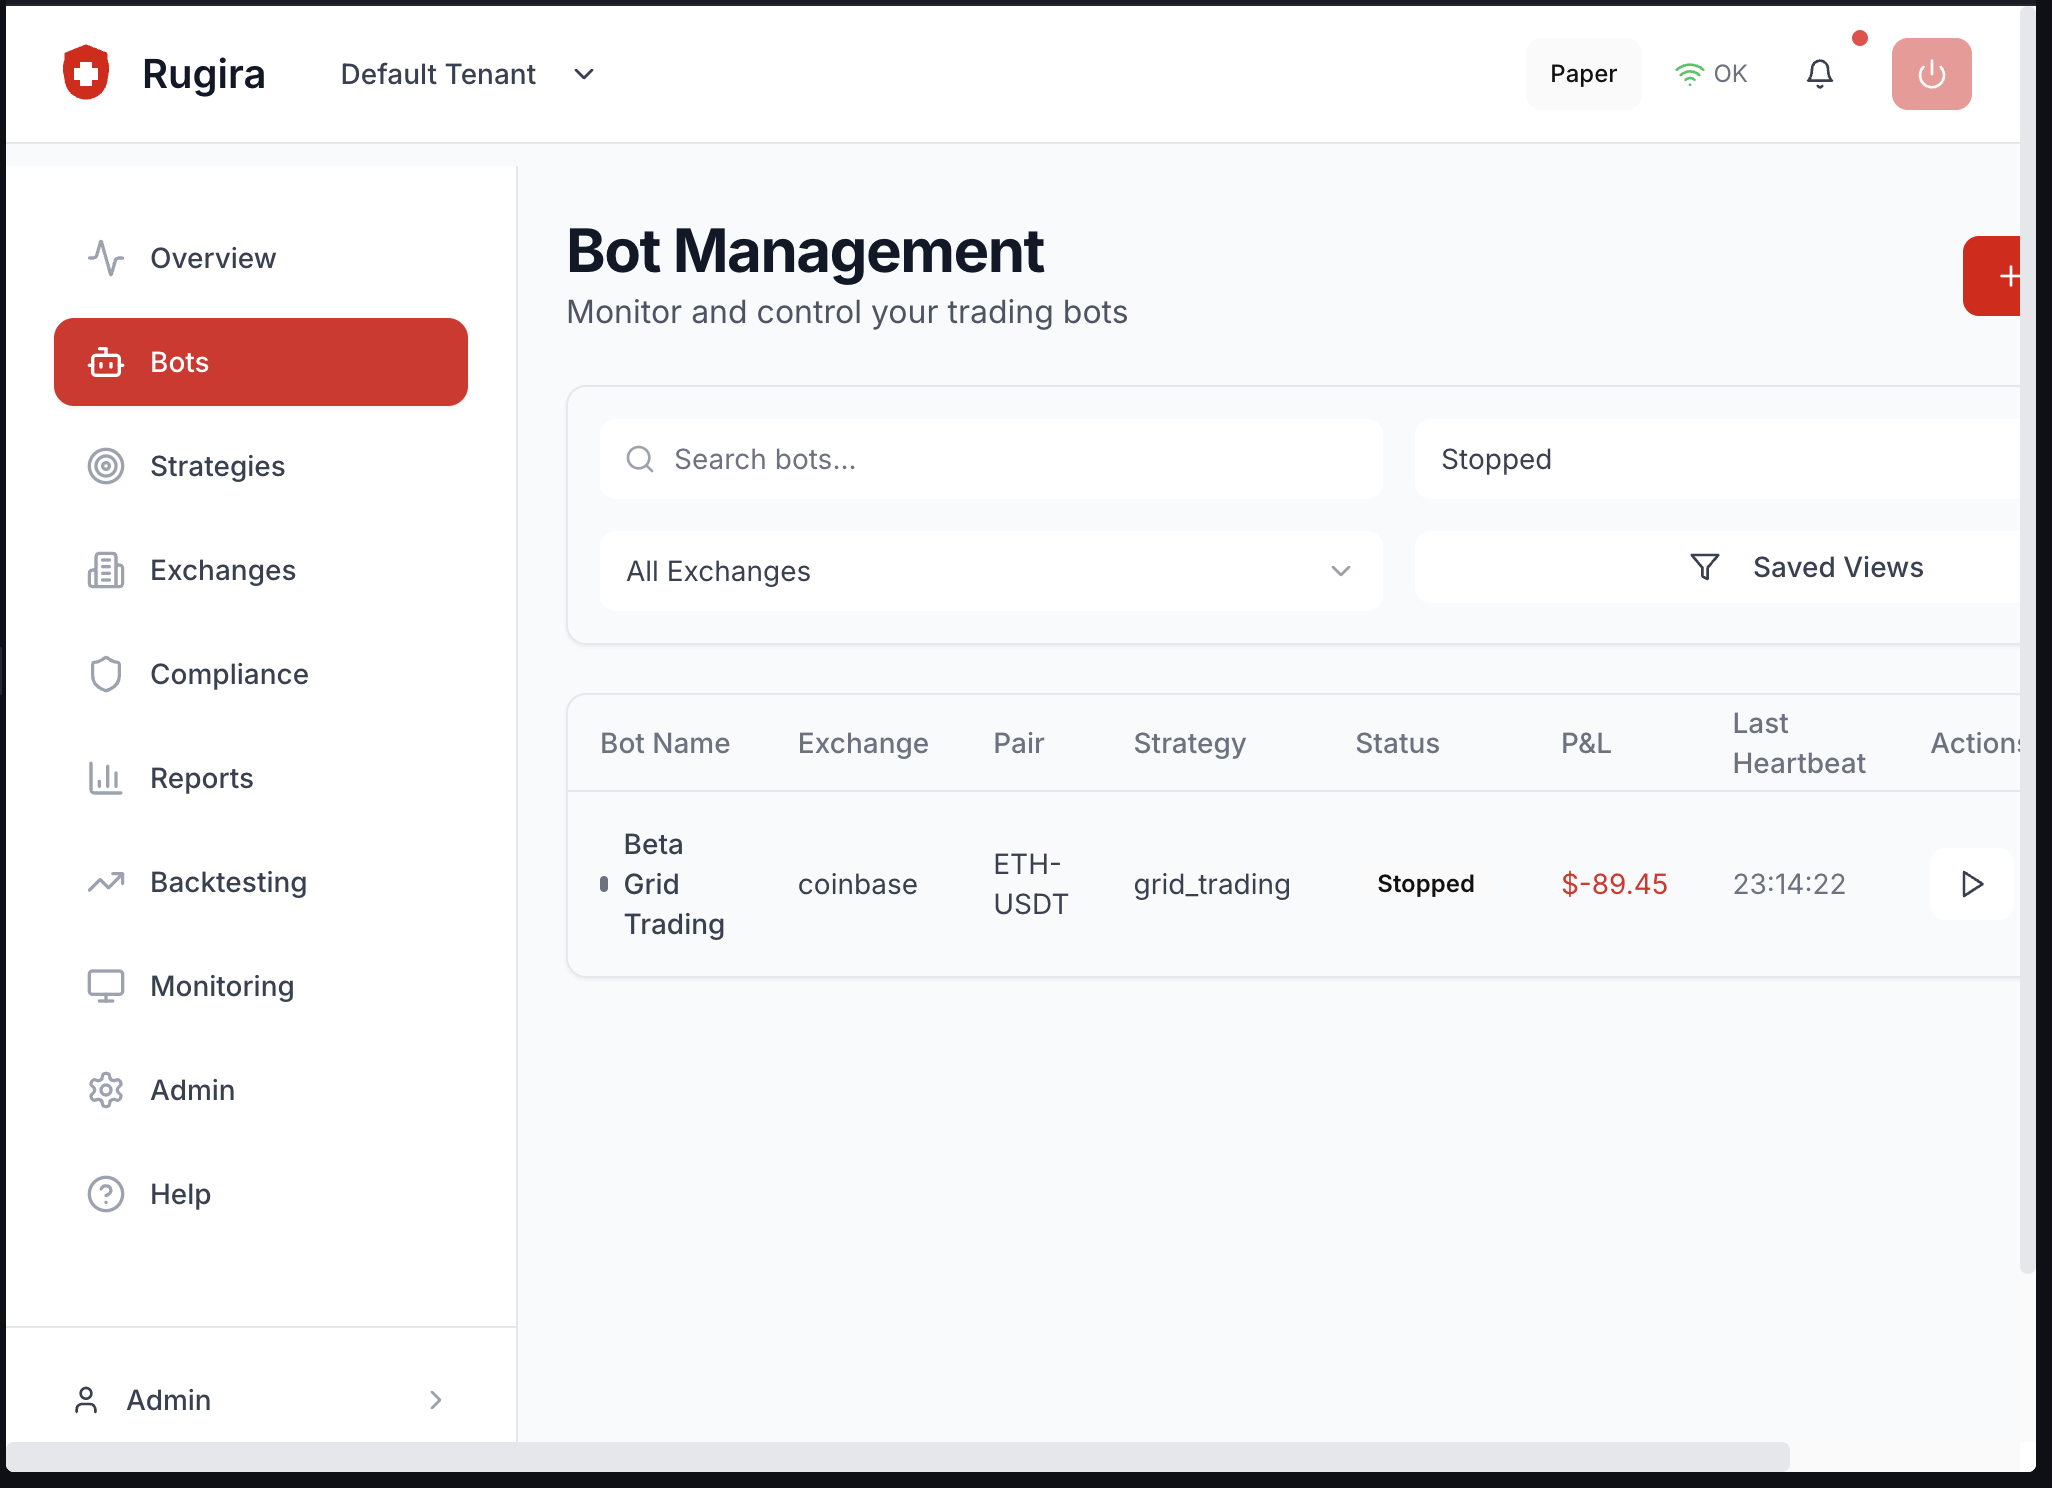 Rugira
Default Tenant
Paper
OK
Overview
Bots
Strategies
Exchanges
Compliance
Reports
Backtesting
Monitoring
Admin
Help
Admin
Bot Management
Monitor and control your trading bots
Search bots...
Stopped
All Exchanges
Saved Views
Bot Name Exchange Pair Strategy Status P&L Last Heartbeat Actions
Beta
Grid
Trading
coinbase
ETH-
USDT
grid_trading
Stopped
$-89.45
23:14:22